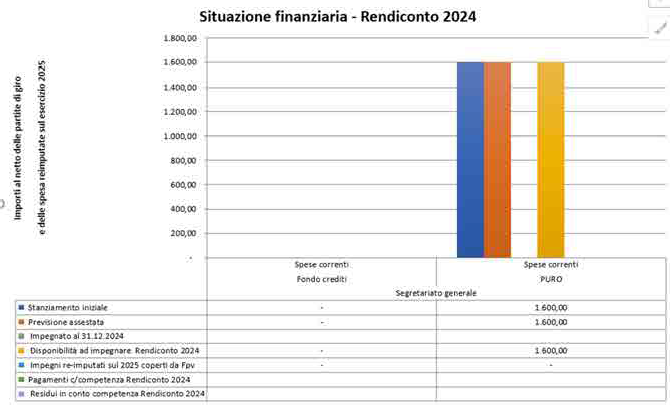 Situazione finanziaria - Rendiconto 2024
Importi al netto delle partite di giro
e delle spesa reimputate sul esercizio 2025
1.800,00
1.600,00
1.400,00
1.200,00
1.000,00
800,00
600,00
400,00
200,00
-
Spese correnti Spese correnti
Fondo crediti PURO
Segretariato generale
Stanziamento iniziale - 1.600,00
Previsione assestata - 1.600,00
Impegnato al 31.12.2024
Disponibilità ad impegnare: Rendiconto 2024 - 1.600,00
Impegni re-imputati sul 2025 coperti da Fpv - -
Pagamenti c/competenza Rendiconto 2024
Residui in conto competenza Rendiconto 2024